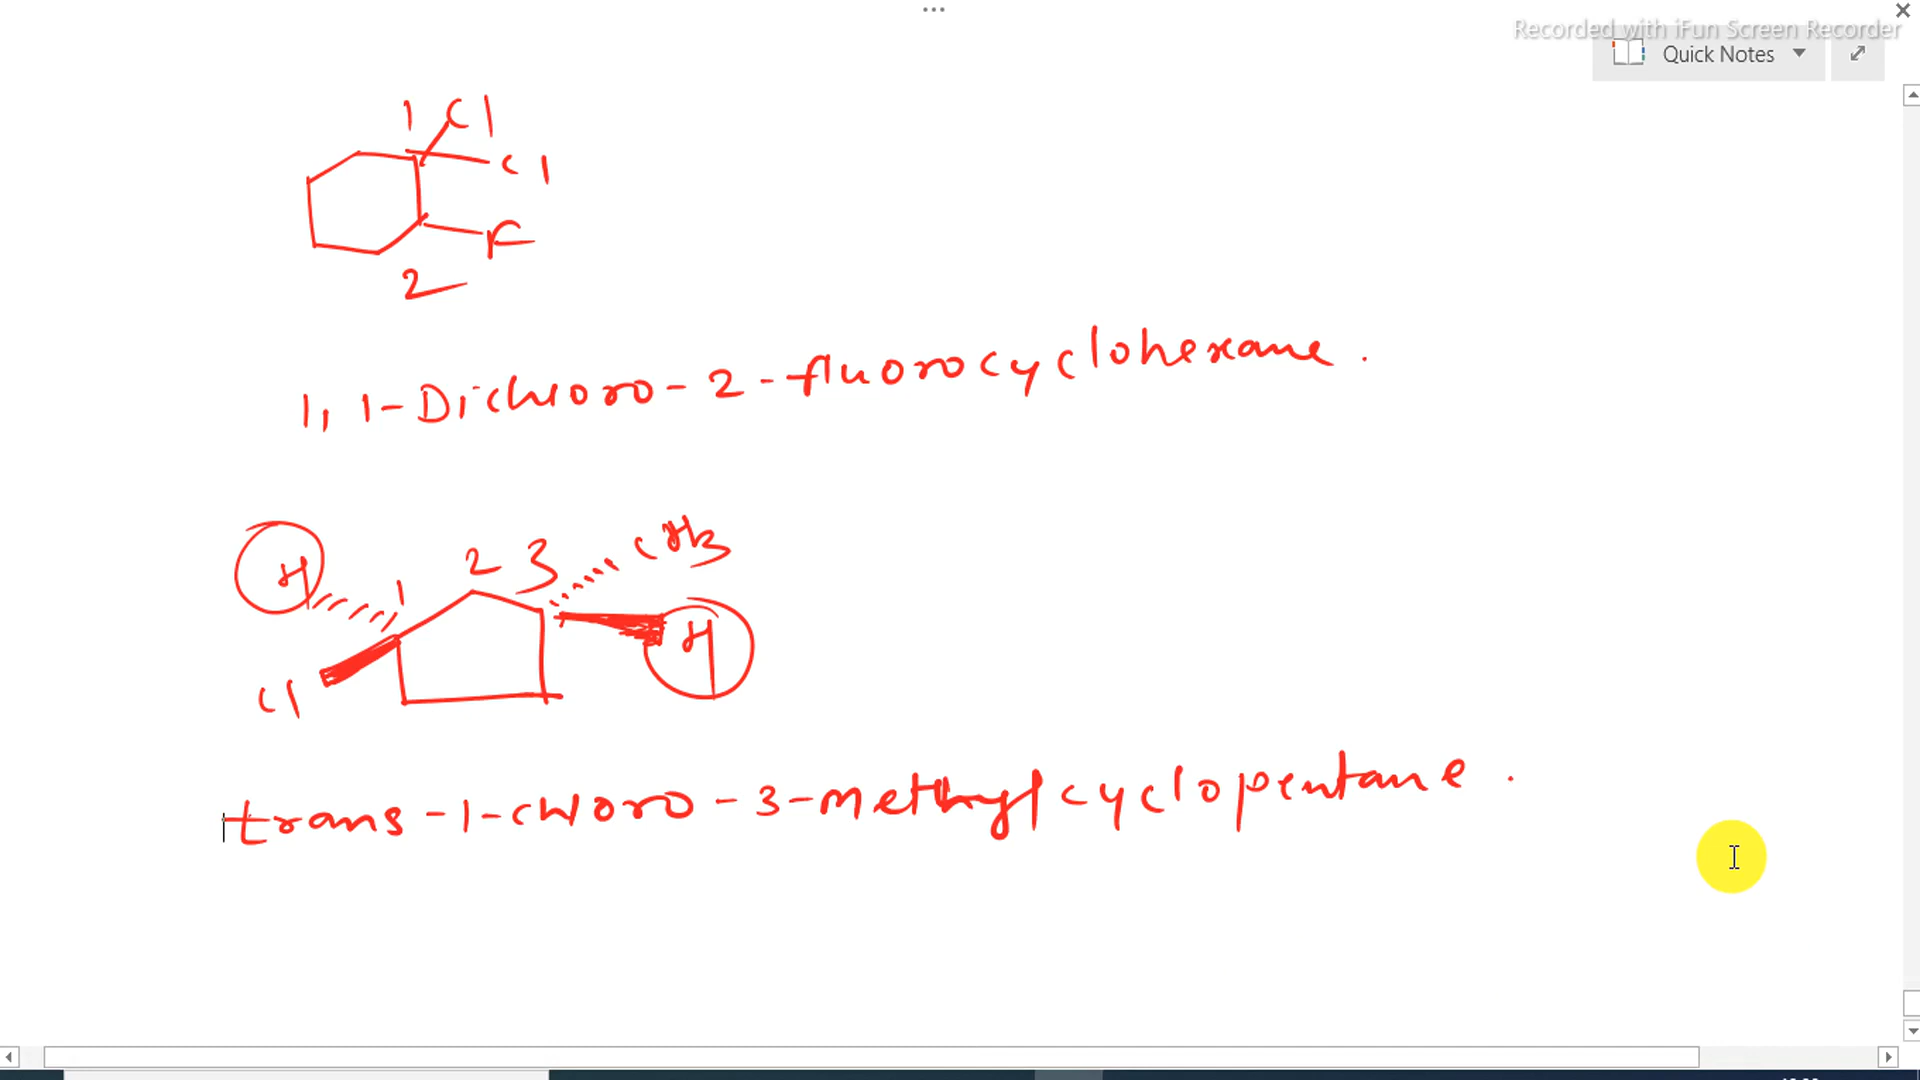 Recorded with iFun Screen Recorder
Quick Notes
1 Cl
Cl
F
2
1, 1-Dichloro-2-fluorocyclohexane.
H 1 2 3 CH3
Cl H
trans-1-chloro-3-methylcyclopentane.